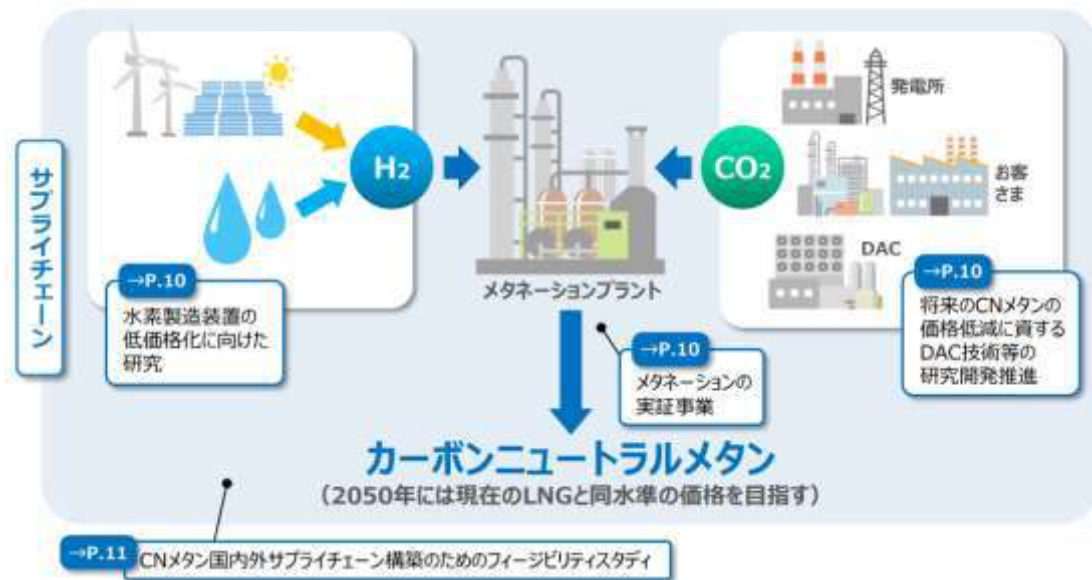 サプライチェーン
H2
CO2
発電所
お客
さま
DAC
メタネーションプラント
→P.10
水素製造装置の
低価格化に向けた
研究
→P.10
メタネーションの
実証事業
→P.10
将来のCNメタンの
価格低減に資する
DAC技術等の
研究開発推進
カーボンニュートラルメタン
(2050年には現在のLNGと同水準の価格を目指す)
→P.11 CNメタン国内外サプライチェーン構築のためのフィージビリティスタディ